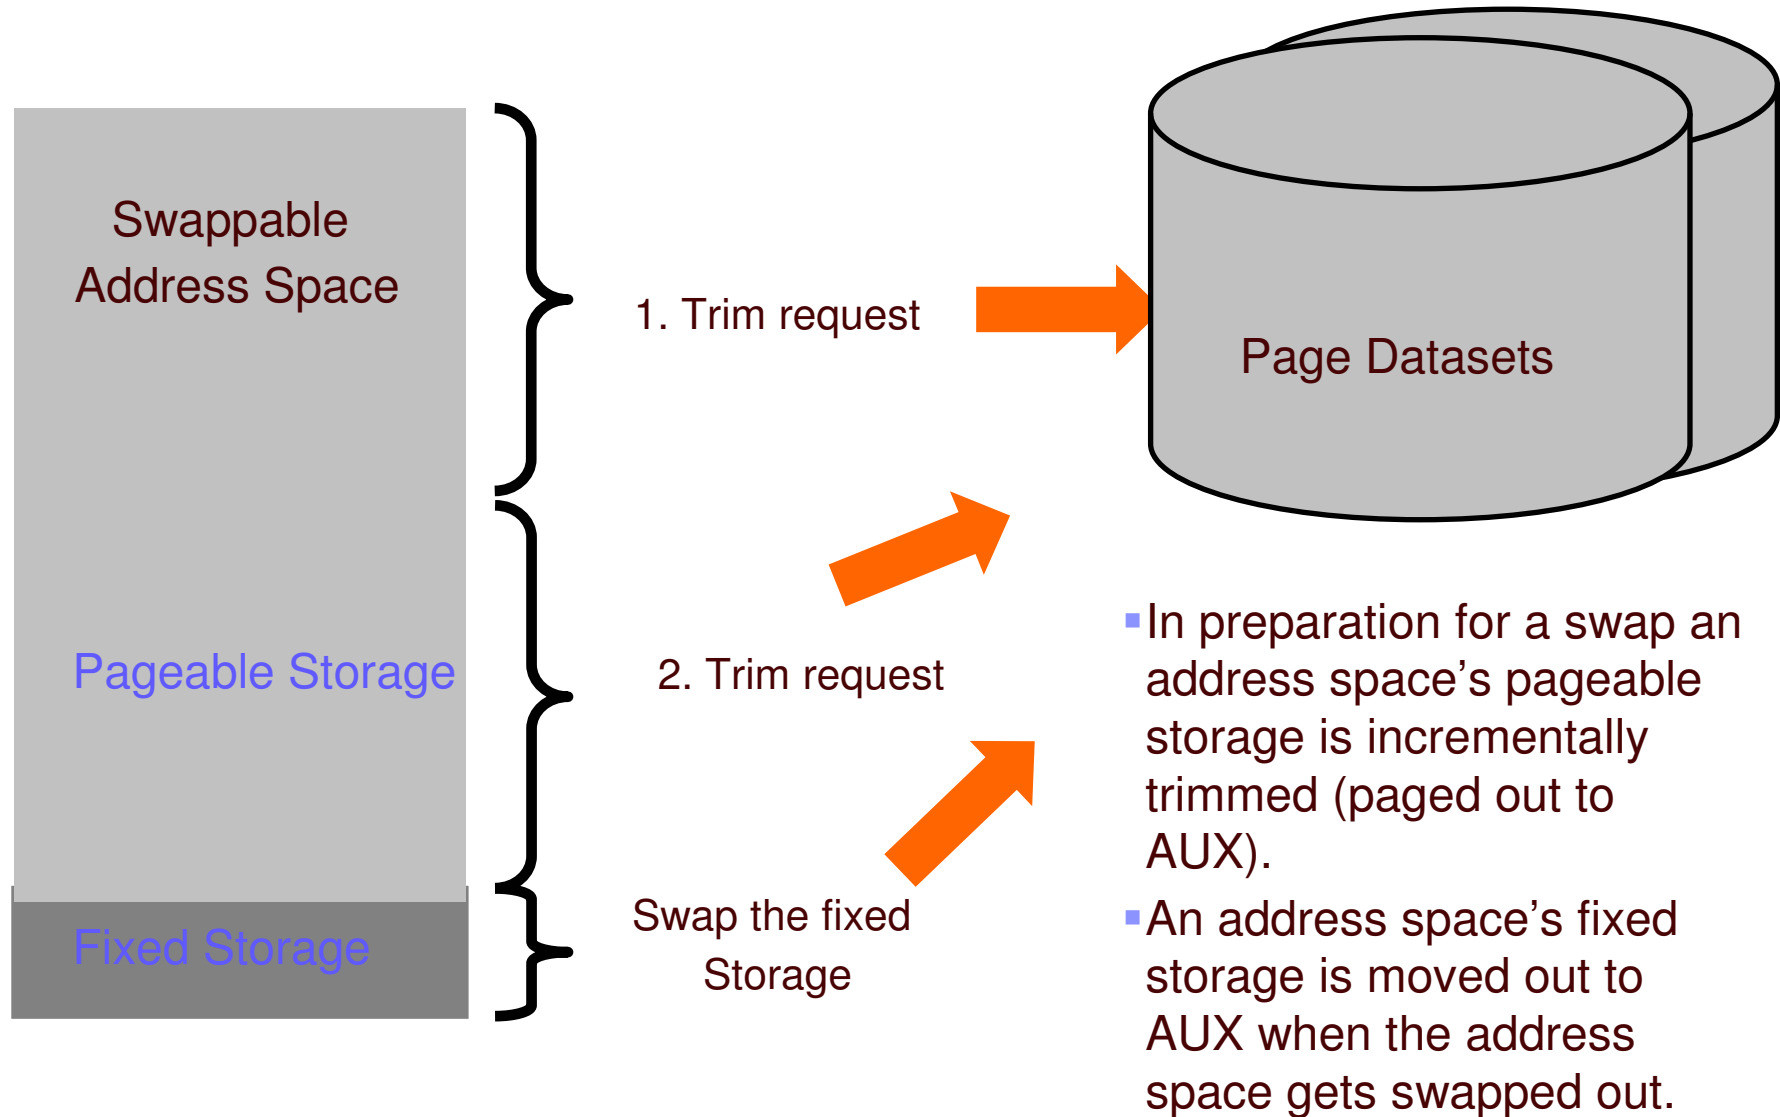 Swappable
Address Space
1. Trim request
Page Datasets
Pageable Storage
2. Trim request
Fixed Storage
Swap the fixed
Storage
▪In preparation for a swap an
address space’s pageable
storage is incrementally
trimmed (paged out to
AUX).
▪An address space’s fixed
storage is moved out to
AUX when the address
space gets swapped out.